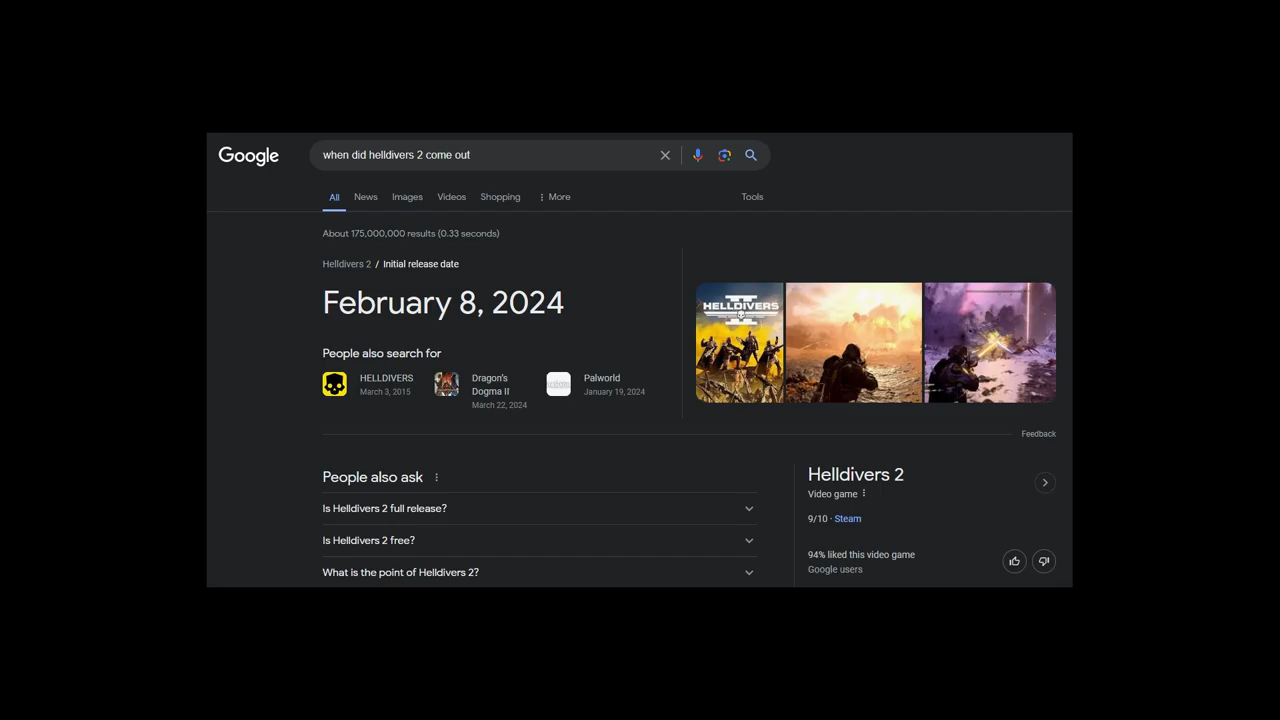 Google
when did helldivers 2 come out
All News Images Videos Shopping More Tools
About 175,000,000 results (0.33 seconds)
Helldivers 2 / Initial release date
February 8, 2024
HELLDIVERS
II
People also search for
HELLDIVERS
March 3, 2015
Dragon's
Dogma II
March 22, 2024
Palworld
January 19, 2024
Feedback
People also ask
Is Helldivers 2 full release?
Is Helldivers 2 free?
What is the point of Helldivers 2?
Helldivers 2
Video game
9/10 · Steam
94% liked this video game
Google users